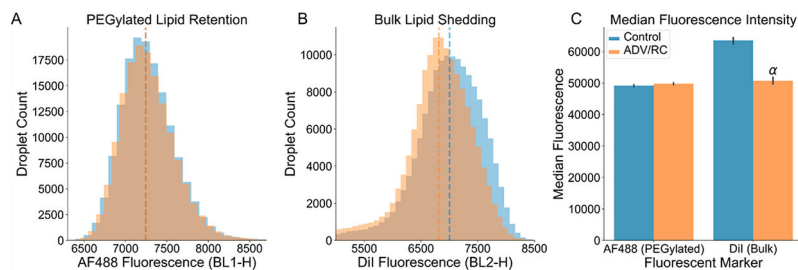 A
PEGylated Lipid Retention
Droplet Count
17500
15000
12500
10000
7500
5000
2500
0
6500 7000 7500 8000 8500
AF488 Fluorescence (BL1-H)
B
Bulk Lipid Shedding
Droplet Count
10000
8000
6000
4000
2000
0
5500 6500 7500 8500
DiI Fluorescence (BL2-H)
C
Median Fluorescence Intensity
Control
ADV/RC
α
Median Fluorescence
60000
50000
40000
30000
20000
10000
0
AF488 (PEGylated) DiI (Bulk)
Fluorescent Marker